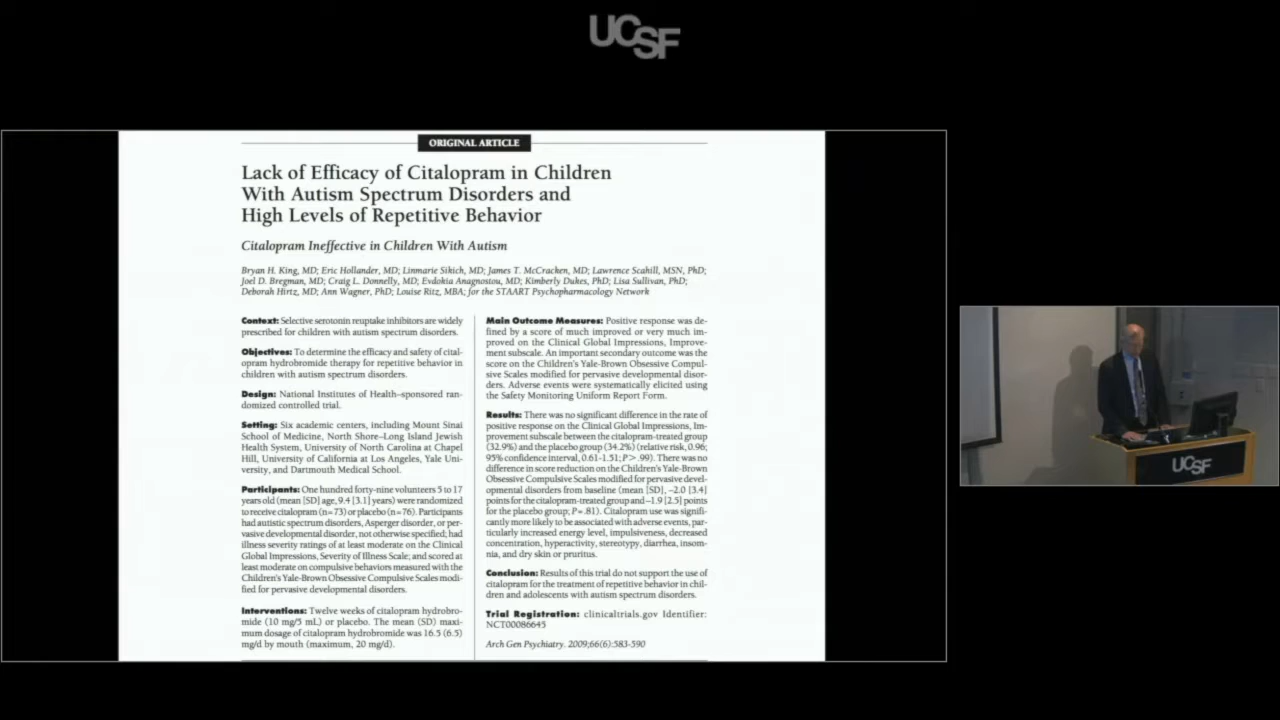 UCSF
ORIGINAL ARTICLE
Lack of Efficacy of Citalopram in Children
With Autism Spectrum Disorders and
High Levels of Repetitive Behavior
Citalopram Ineffective in Children With Autism
Bryan H. King, MD; Eric Hollander, MD; Linmarie Sikich, MD; James T. McCracken, MD; Lawrence Scahill, MSN, PhD;
Joel D. Bregman, MD; Craig L. Donnelly, MD; Evdokia Anagnostou, MD; Kimberly Dukes, PhD; Lisa Sullivan, PhD;
Deborah Hirtz, MD; Ann Wagner, PhD; Louise Ritz, MBA; for the STAART Psychopharmacology Network
Context: Selective serotonin reuptake inhibitors are widely
prescribed for children with autism spectrum disorders.
Objectives: To determine the efficacy and safety of cital-
opram hydrobromide therapy for repetitive behavior in
children with autism spectrum disorders.
Design: National Institutes of Health–sponsored ran-
domized controlled trial.
Setting: Six academic centers, including Mount Sinai
School of Medicine, North Shore–Long Island Jewish
Health System, University of North Carolina at Chapel
Hill, University of California at Los Angeles, Yale Uni-
versity, and Dartmouth Medical School.
Participants: One hundred forty-nine volunteers 5 to 17
years old (mean [SD] age, 9.4 [3.1] years) were randomized
to receive citalopram (n=73) or placebo (n=76). Participants
had autistic spectrum disorders, Asperger disorder, or per-
vasive developmental disorder, not otherwise specified; had
illness severity ratings of at least moderate on the Clinical
Global Impressions, Severity of Illness Scale; and scored at
least moderate on compulsive behaviors measured with the
Children's Yale-Brown Obsessive Compulsive Scales modi-
fied for pervasive developmental disorders.
Interventions: Twelve weeks of citalopram hydrobro-
mide (10 mg/5 mL) or placebo. The mean (SD) maxi-
mum dosage of citalopram hydrobromide was 16.5 (6.5)
mg/d by mouth (maximum, 20 mg/d).
Main Outcome Measures: Positive response was de-
fined by a score of much improved or very much im-
proved on the Clinical Global Impressions, Improve-
ment subscale. An important secondary outcome was the
score on the Children's Yale-Brown Obsessive Compul-
sive Scales modified for pervasive developmental disor-
ders. Adverse events were systematically elicited using
the Safety Monitoring Uniform Report Form.
Results: There was no significant difference in the rate of
positive response on the Clinical Global Impressions, Im-
provement subscale between the citalopram-treated group
(32.9%) and the placebo group (34.2%) (relative risk, 0.96;
95% confidence interval, 0.61-1.51; P > .99). There was no
difference in score reduction on the Children's Yale-Brown
Obsessive Compulsive Scales modified for pervasive devel-
opmental disorders from baseline (mean [SD], −2.0 [3.4]
points for the citalopram-treated group and −1.9 [2.5] points
for the placebo group; P = .81). Citalopram use was signifi-
cantly more likely to be associated with adverse events, par-
ticularly increased energy level, impulsiveness, decreased
concentration, hyperactivity, stereotypy, diarrhea, insom-
nia, and dry skin or pruritus.
Conclusion: Results of this trial do not support the use of
citalopram for the treatment of repetitive behavior in chil-
dren and adolescents with autism spectrum disorders.
Trial Registration: clinicaltrials.gov Identifier:
NCT00086645
Arch Gen Psychiatry. 2009;66(6):583-590
UCSF